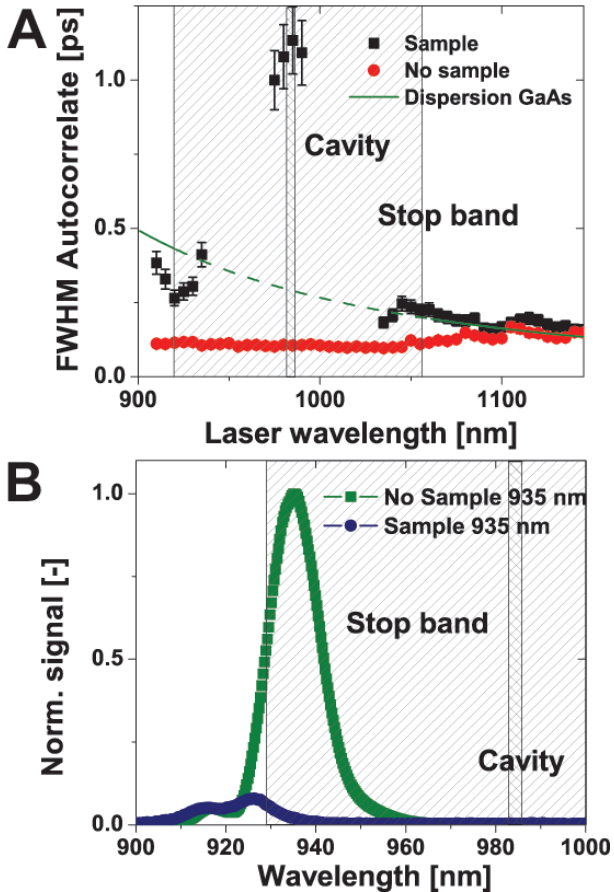 A
FWHM Autocorrelate [ps]
1.0
0.5
0.0
Sample
No sample
Dispersion GaAs
Cavity
Stop band
900
1000
1100
Laser wavelength [nm]
B
Norm. signal [-]
1.0
0.5
0.0
No Sample 935 nm
Sample 935 nm
Stop band
Cavity
900 920 940 960 980 1000
Wavelength [nm]